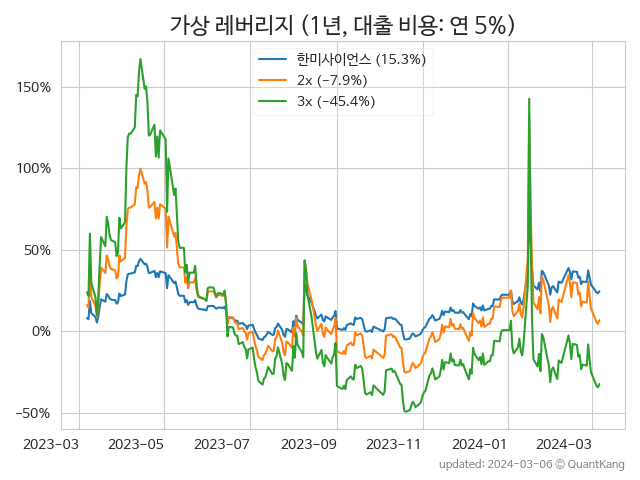 가상 레버리지 (1년, 대출 비용: 연 5%)
한미사이언스 (15.3%)
2x (−7.9%)
3x (−45.4%)
150%
100%
50%
0%
−50%
2023-03 2023-05 2023-07 2023-09 2023-11 2024-01 2024-03
updated: 2024-03-06 © QuantKang